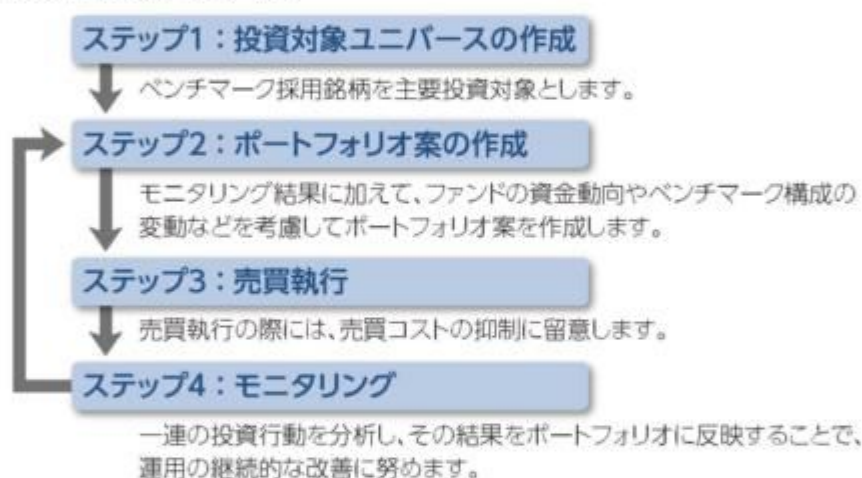 ステップ1：投資対象ユニバースの作成
ベンチマーク採用銘柄を主要投資対象とします。
ステップ2：ポートフォリオ案の作成
モニタリング結果に加えて、ファンドの資金動向やベンチマーク構成の
変動などを考慮してポートフォリオ案を作成します。
ステップ3：売買執行
売買執行の際には、売買コストの抑制に留意します。
ステップ4：モニタリング
一連の投資行動を分析し、その結果をポートフォリオに反映することで、
運用の継続的な改善に努めます。